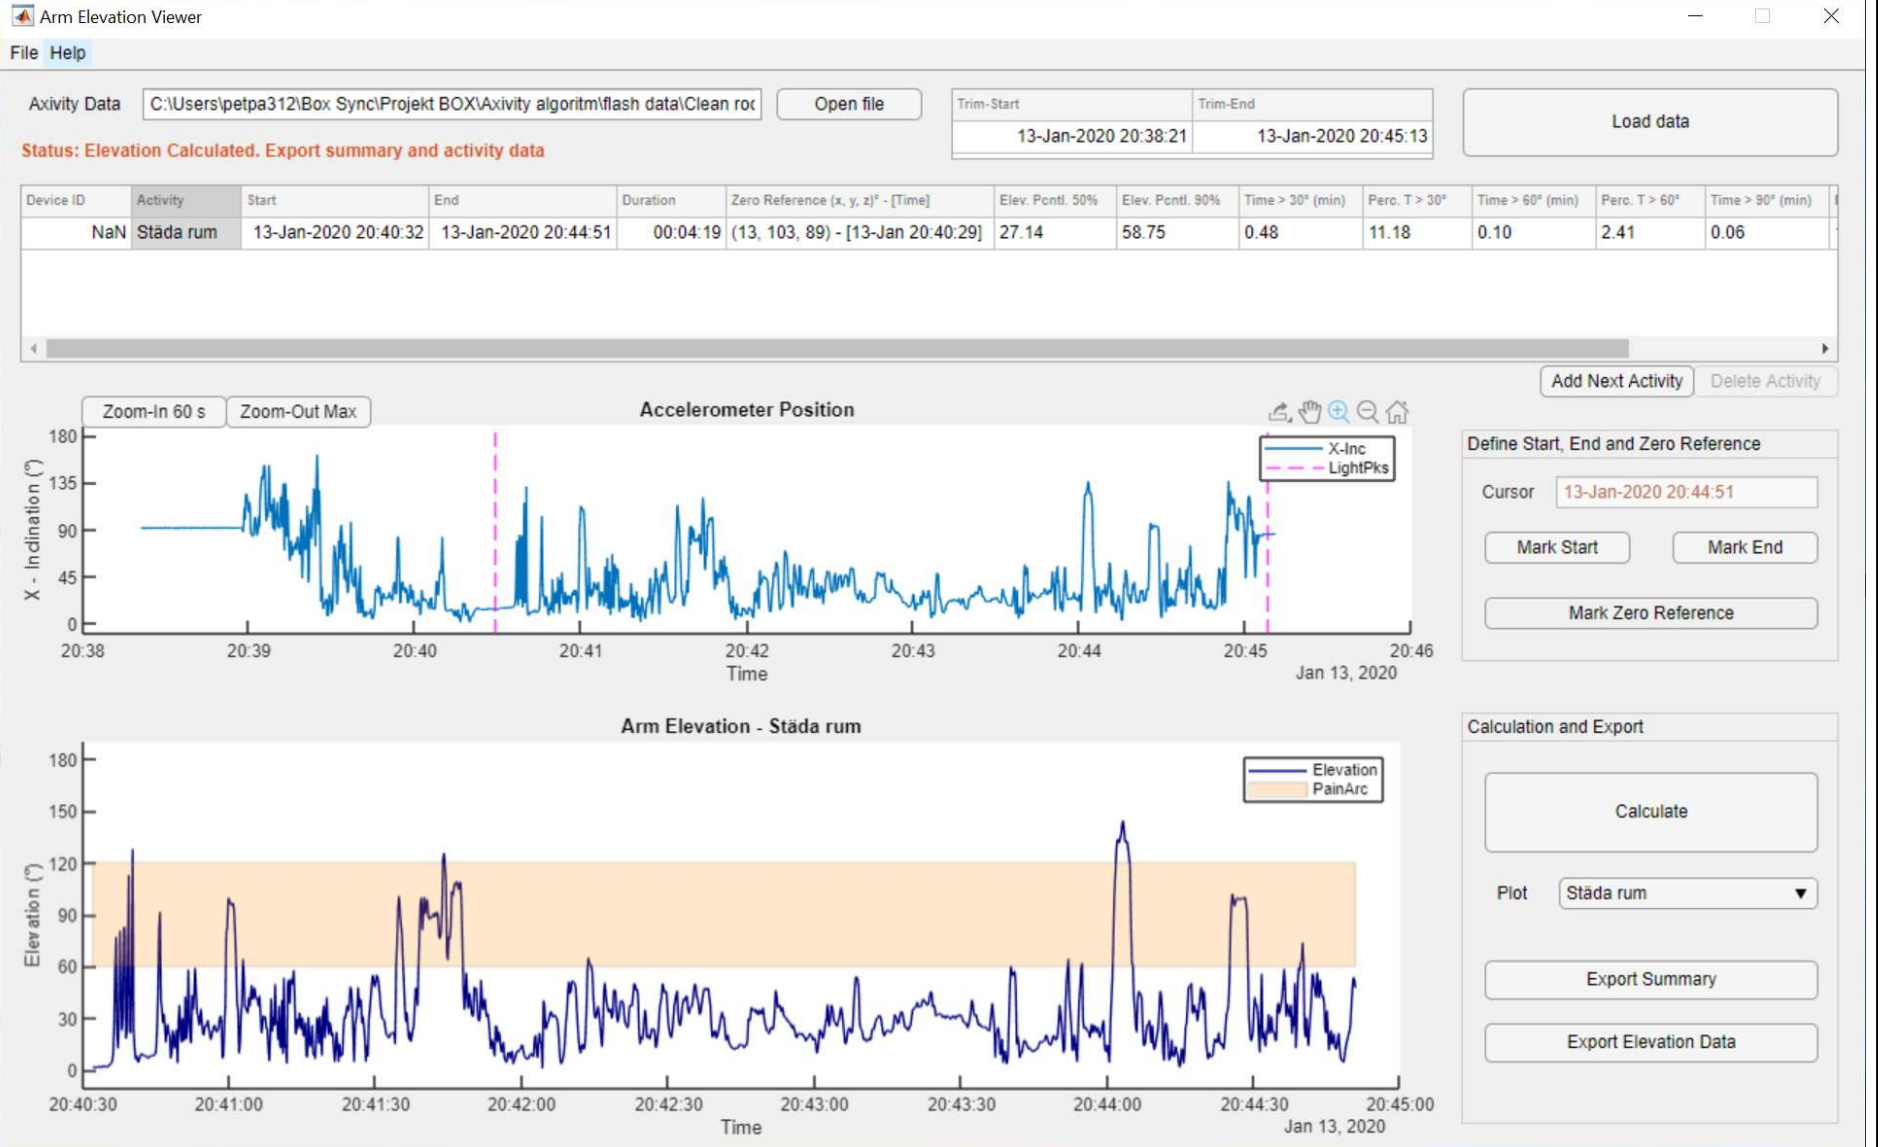 Arm Elevation Viewer
File Help
Axivity Data C:\Users\petpa312\Box Sync\Projekt BOX\Axivity algoritm\flash data\Clean roo Open file
Trim-Start Trim-End
13-Jan-2020 20:38:21 13-Jan-2020 20:45:13
Load data
Status: Elevation Calculated. Export summary and activity data
Device ID Activity Start End Duration Zero Reference (x, y, z)° - [Time] Elev. Pcntl. 50% Elev. Pcntl. 90% Time > 30° (min) Perc. T > 30° Time > 60° (min) Perc. T > 60° Time > 90° (min)
NaN Städa rum 13-Jan-2020 20:40:32 13-Jan-2020 20:44:51 00:04:19 (13, 103, 89) - [13-Jan 20:40:29] 27.14 58.75 0.48 11.18 0.10 2.41 0.06
Add Next Activity Delete Activity
Zoom-In 60 s Zoom-Out Max
Accelerometer Position
X - Inclination (°)
180
135
90
45
0
X-Inc
LightPks
20:38 20:39 20:40 20:41 20:42 20:43 20:44 20:45 20:46
Time
Jan 13, 2020
Define Start, End and Zero Reference
Cursor 13-Jan-2020 20:44:51
Mark Start Mark End
Mark Zero Reference
Arm Elevation - Städa rum
Elevation (°)
180
150
120
90
60
30
0
Elevation
PainArc
20:40:30 20:41:00 20:41:30 20:42:00 20:42:30 20:43:00 20:43:30 20:44:00 20:44:30 20:45:00
Time
Jan 13, 2020
Calculation and Export
Calculate
Plot Städa rum
Export Summary
Export Elevation Data